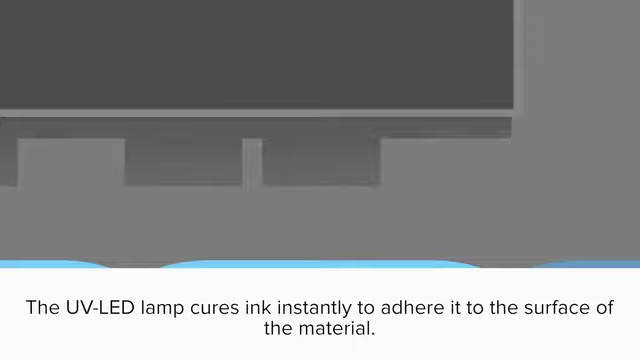 The UV-LED lamp cures ink instantly to adhere it to the surface of
the material.